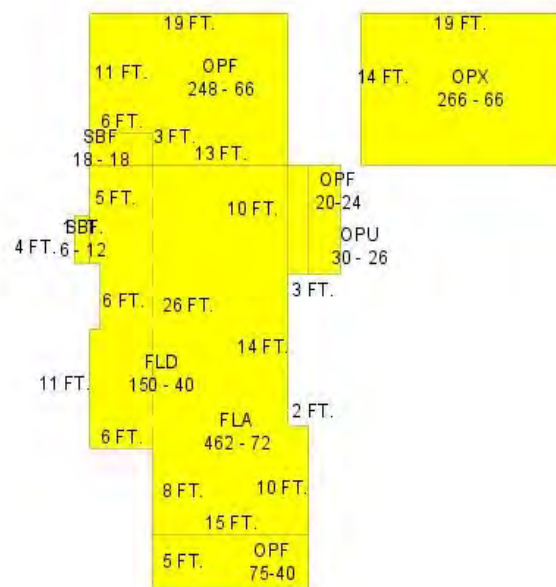 19 FT.
19 FT.
11 FT.
OPF
248 - 66
14 FT.
OPX
266 - 66
6 FT.
SBF
18 - 18
3 FT.
13 FT.
5 FT.
10 FT.
OPF
20-24
SBF
6 - 12
4 FT.
OPU
30 - 26
3 FT.
6 FT.
26 FT.
14 FT.
FLD
150 - 40
11 FT.
FLA
462 - 72
2 FT.
6 FT.
8 FT.
10 FT.
15 FT.
5 FT.
OPF
75-40